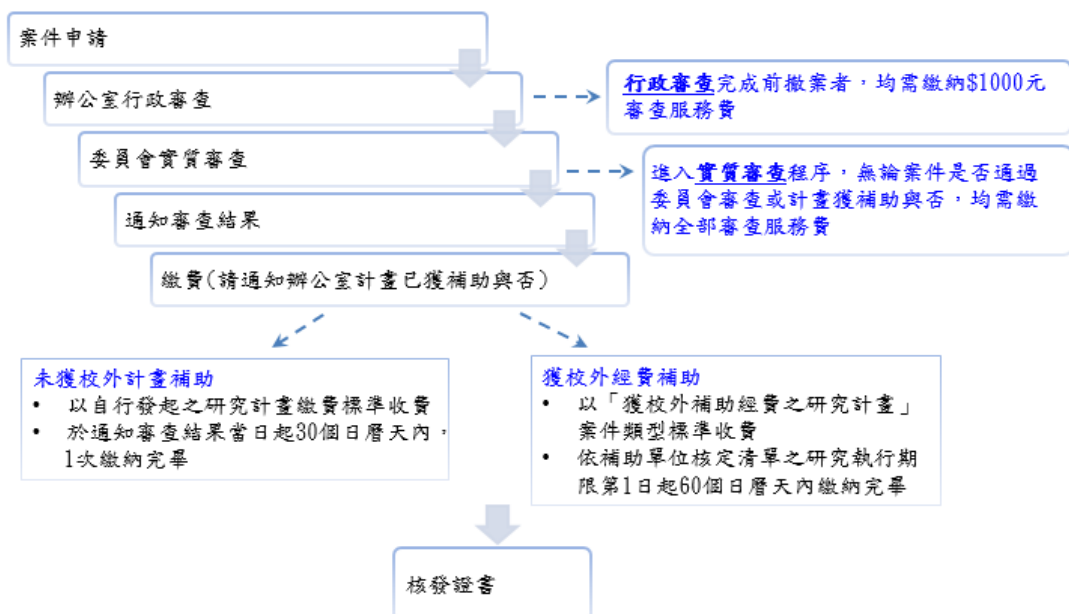 案件申請
辦公室行政審查
行政審查完成前撤案者，均需繳納$1000元
審查服務費
委員會實質審查
進入實質審查程序，無論案件是否通過
委員會審查或計畫獲補助與否，均需繳
納全部審查服務費
通知審查結果
繳費(請通知辦公室計畫已獲補助與否)
未獲校外計畫補助
• 以自行發起之研究計畫繳費標準收費
• 於通知審查結果當日起30個日曆天內，
1次繳納完畢
獲校外經費補助
• 以「獲校外補助經費之研究計畫」
案件類型標準收費
• 依補助單位核定清單之研究執行期
限第1日起60個日曆天內繳納完畢
核發證書